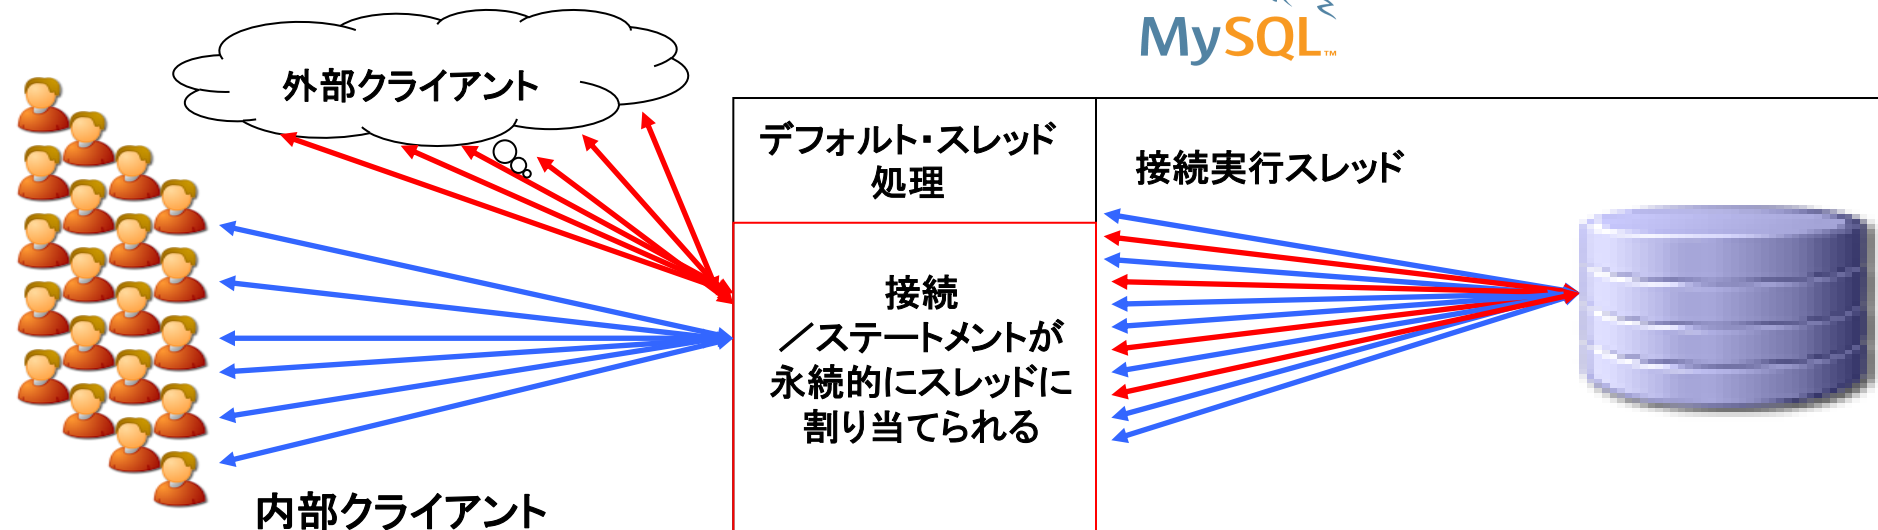 MySQL™
外部クライアント
デフォルト・スレッド
処理
接続実行スレッド
接続
／ステートメントが
永続的にスレッドに
割り当てられる
内部クライアント